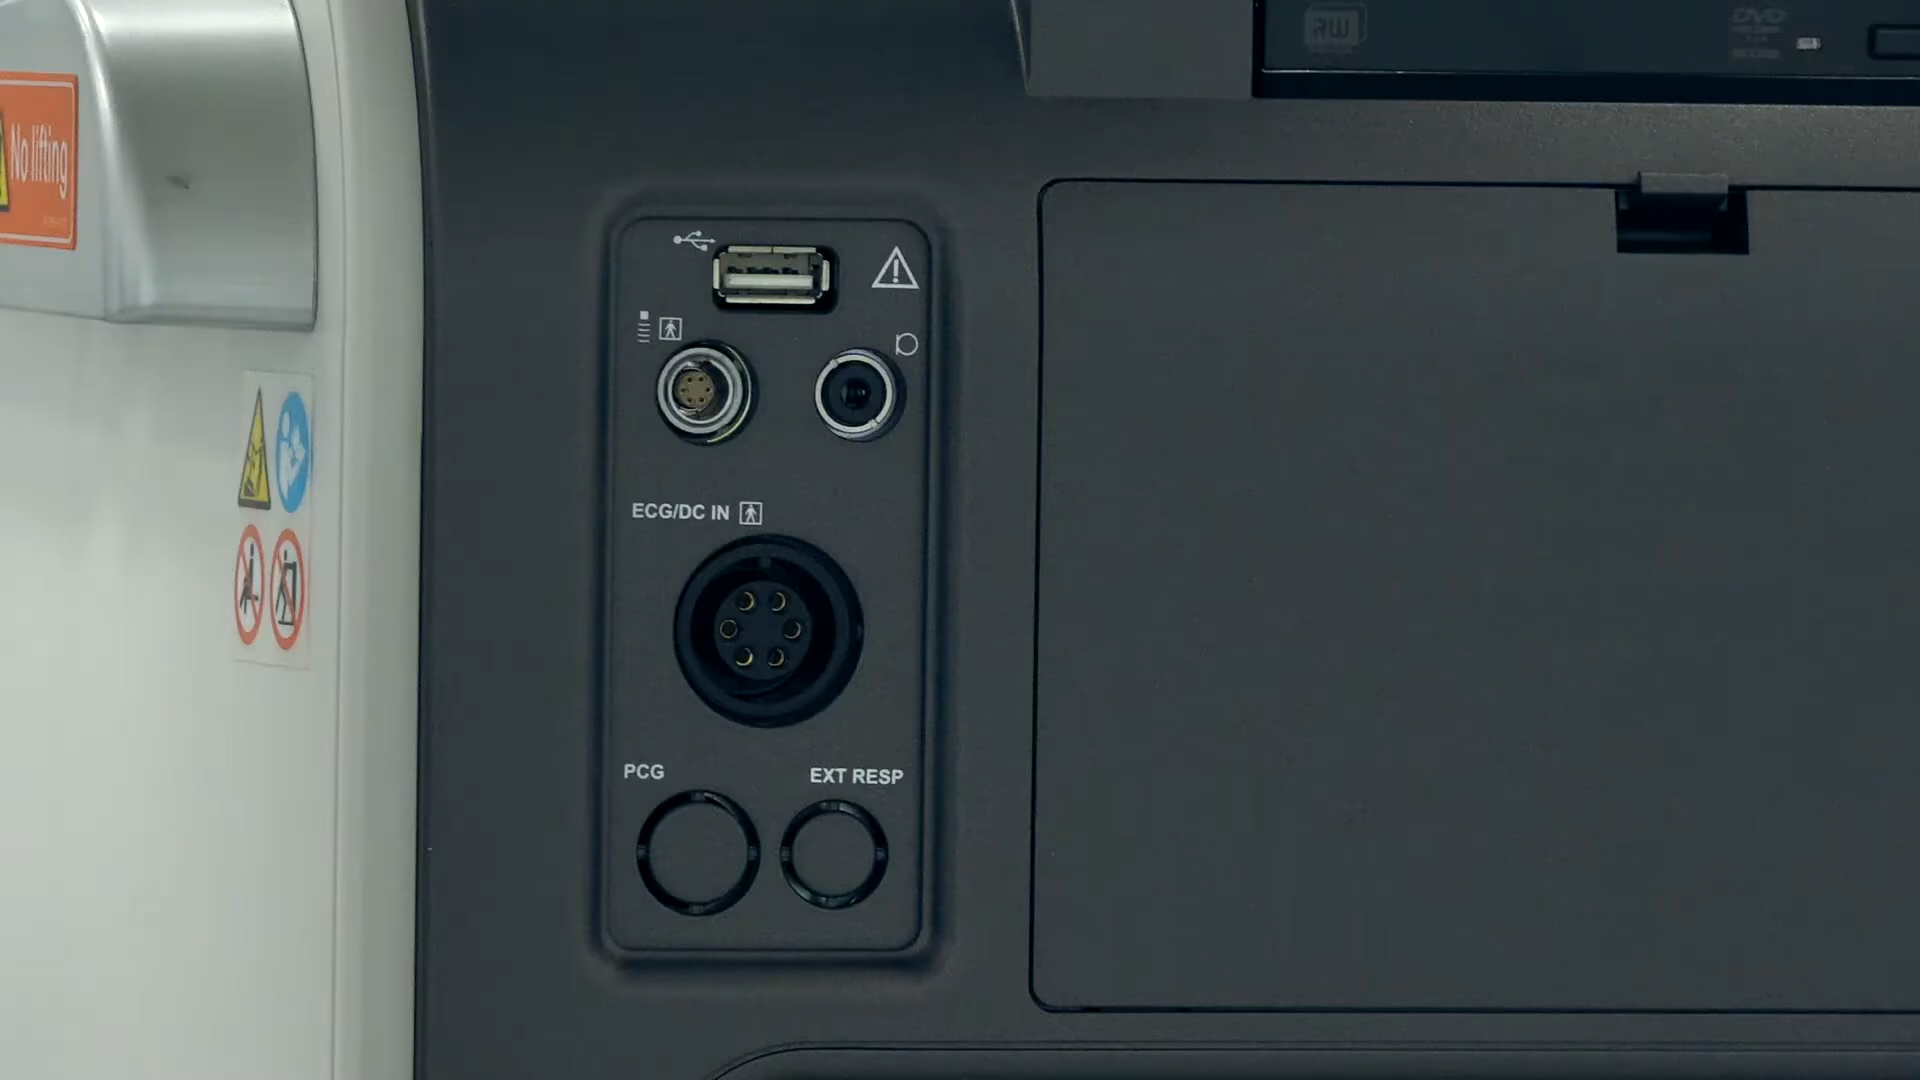 RW
DVD
No lifting
ECG/DC IN
PCG
EXT RESP